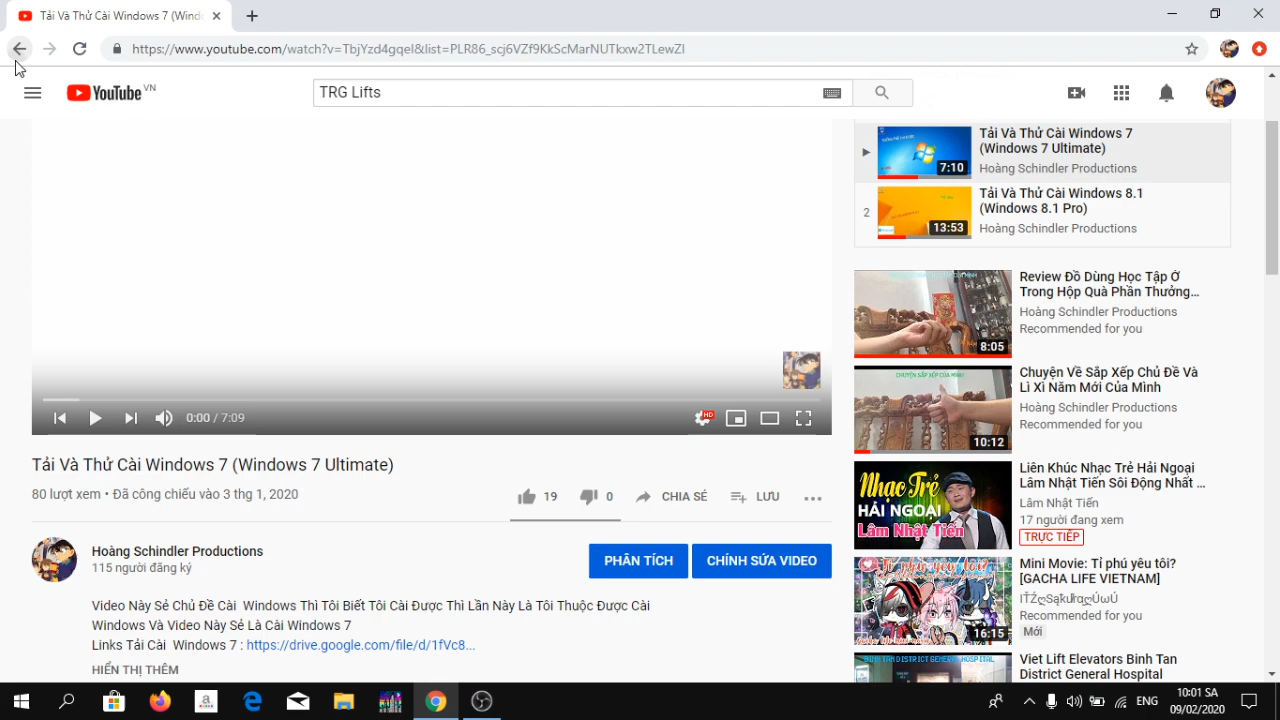 Tải Và Thử Cài Windows 7 (Wind
https://www.youtube.com/watch?v=TbjYzd4gqeI&list=PLR86_scj6VZf9KkScMarNUTkxw2TLewZI
YouTube VN
TRG Lifts
Tải Và Thử Cài Windows 7
(Windows 7 Ultimate)
Hoàng Schindler Productions
7:10
2
Tải Và Thử Cài Windows 8.1
(Windows 8.1 Pro)
Hoàng Schindler Productions
13:53
Review Đồ Dùng Học Tập Ở
Trong Hộp Quà Phần Thưởng...
Hoàng Schindler Productions
Recommended for you
8:05
Chuyện Về Sắp Xếp Chủ Đề Và
Lì Xì Năm Mới Của Mình
Hoàng Schindler Productions
Recommended for you
10:12
Nhạc Trẻ
HẢI NGOẠI
Lâm Nhật Tiến
Liên Khúc Nhạc Trẻ Hải Ngoại
Lâm Nhật Tiến Sôi Động Nhất ...
Lâm Nhật Tiến
17 người đang xem
TRỰC TIẾP
Mini Movie: Tỉ phú yêu tôi?
[GACHA LIFE VIETNAM]
Recommended for you
Mới
16:15
BINH TAN DISTRICT GENERAL HOSPITAL
Viet Lift Elevators Binh Tan
District General Hospital
0:00 / 7:09
HD
Tải Và Thử Cài Windows 7 (Windows 7 Ultimate)
80 lượt xem • Đã công chiếu vào 3 thg 1, 2020
19
0
CHIA SẺ
LƯU
Hoàng Schindler Productions
115 người đăng ký
PHÂN TÍCH
CHỈNH SỬA VIDEO
Video Này Sẻ Chủ Đề Cài Windows Thì Tôi Biết Tôi Cài Được Thì Lần Này Là Tôi Thuộc Được Cài
Windows Và Video Này Sẻ Là Cài Windows 7
Links Tải Cài Windows 7 : https://drive.google.com/file/d/1fVc8...
HIỂN THỊ THÊM
ENG
10:01 SA
09/02/2020